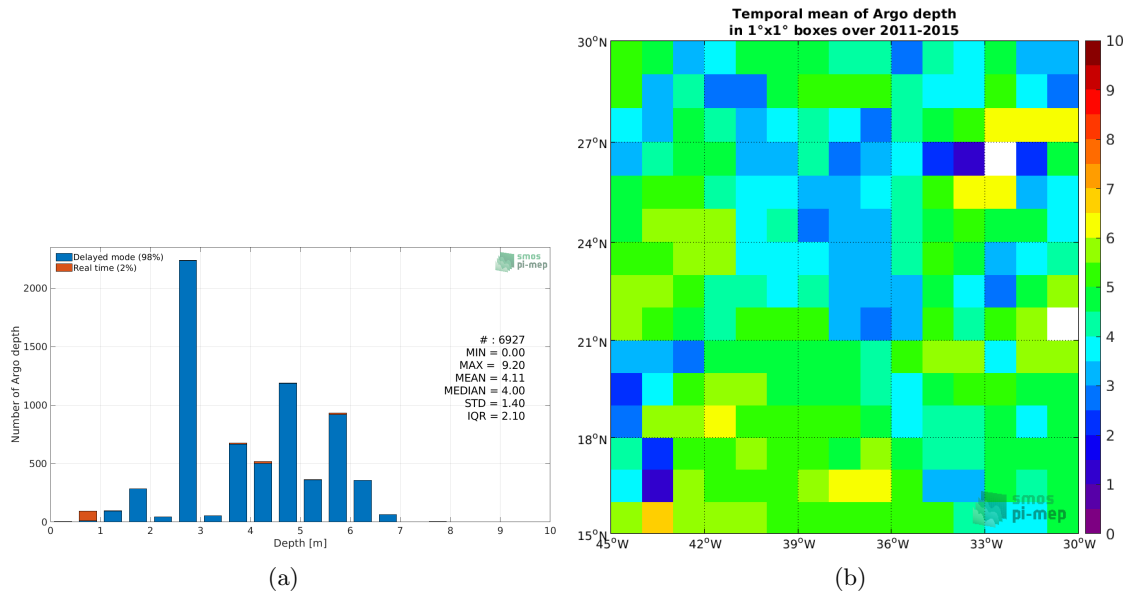 Delayed mode (98%)
Real time (2%)
smos
pi-mep
# : 6927
MIN = 0.00
MAX = 9.20
MEAN = 4.11
MEDIAN = 4.00
STD = 1.40
IQR = 2.10
Number of Argo depth
2000
1500
1000
500
0
0 1 2 3 4 5 6 7 8 9 10
Depth [m]
(a)
Temporal mean of Argo depth
in 1°x1° boxes over 2011-2015
30°N
27°N
24°N
21°N
18°N
15°N
45°W 42°W 39°W 36°W 33°W 30°W
smos
pi-mep
10
9
8
7
6
5
4
3
2
1
0
(b)